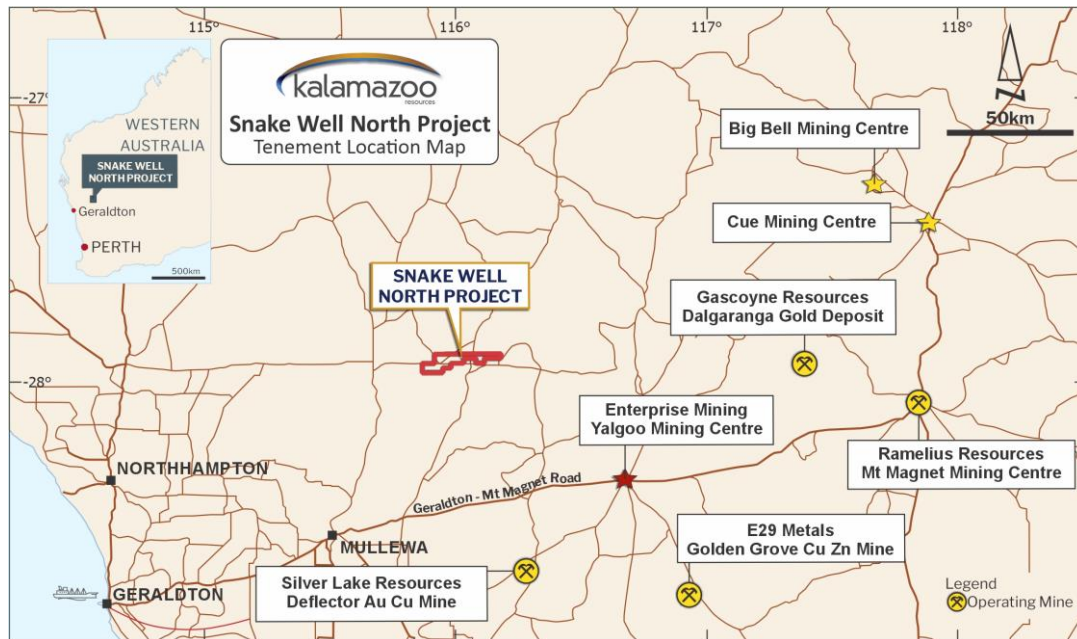 115°
116°
117°
118°
-27°
-28°
WESTERN
AUSTRALIA
SNAKE WELL
NORTH PROJECT
Geraldton
PERTH
500km
kalamazoo
resources
Snake Well North Project
Tenement Location Map
N
50km
Big Bell Mining Centre
Cue Mining Centre
SNAKE WELL
NORTH PROJECT
Gascoyne Resources
Dalgaranga Gold Deposit
Enterprise Mining
Yalgoo Mining Centre
Ramelius Resources
Mt Magnet Mining Centre
NORTHHAMPTON
Geraldton - Mt Magnet Road
MULLEWA
E29 Metals
Golden Grove Cu Zn Mine
Silver Lake Resources
Deflector Au Cu Mine
GERALDTON
Legend
Operating Mine